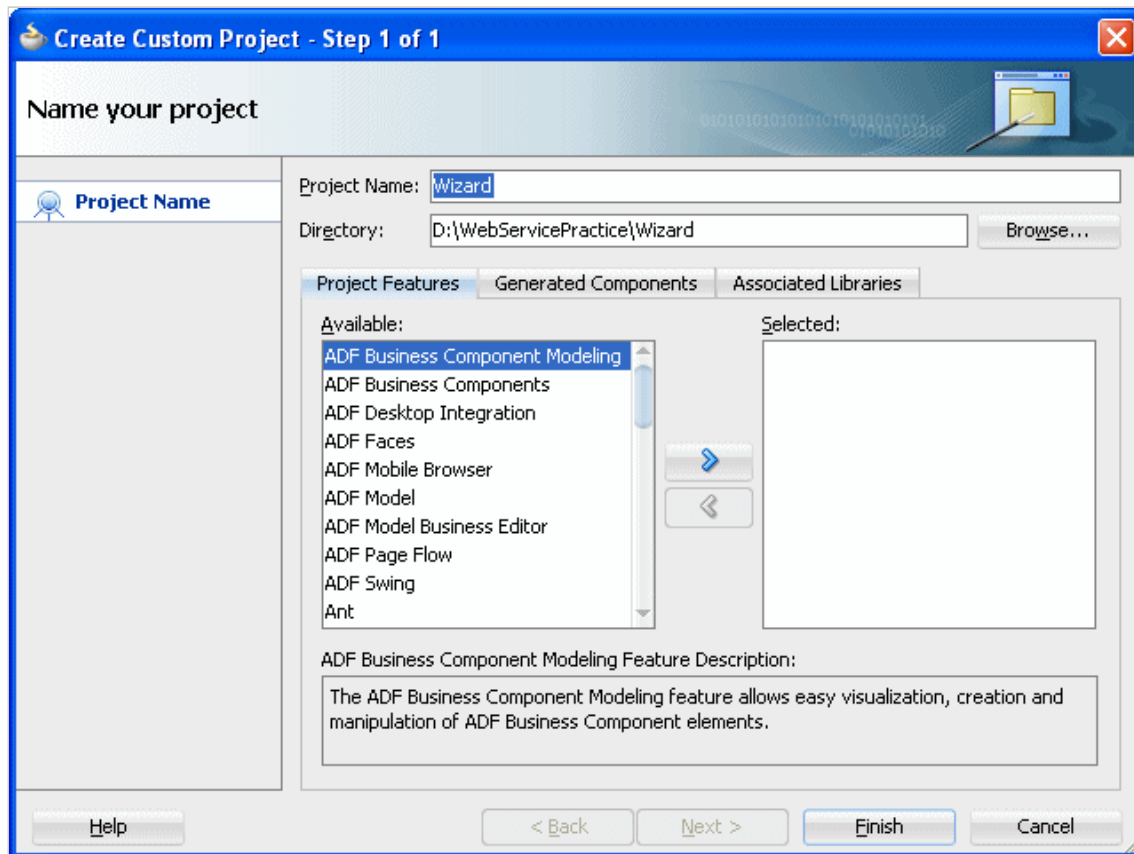 Create Custom Project - Step 1 of 1
Name your project
Project Name
Project Name: Wizard
Directory: D:\WebServicePractice\Wizard Browse...
Project Features Generated Components Associated Libraries
Available: Selected:
ADF Business Component Modeling
ADF Business Components
ADF Desktop Integration
ADF Faces
ADF Mobile Browser
ADF Model
ADF Model Business Editor
ADF Page Flow
ADF Swing
Ant
ADF Business Component Modeling Feature Description:
The ADF Business Component Modeling feature allows easy visualization, creation and
manipulation of ADF Business Component elements.
Help < Back Next > Finish Cancel